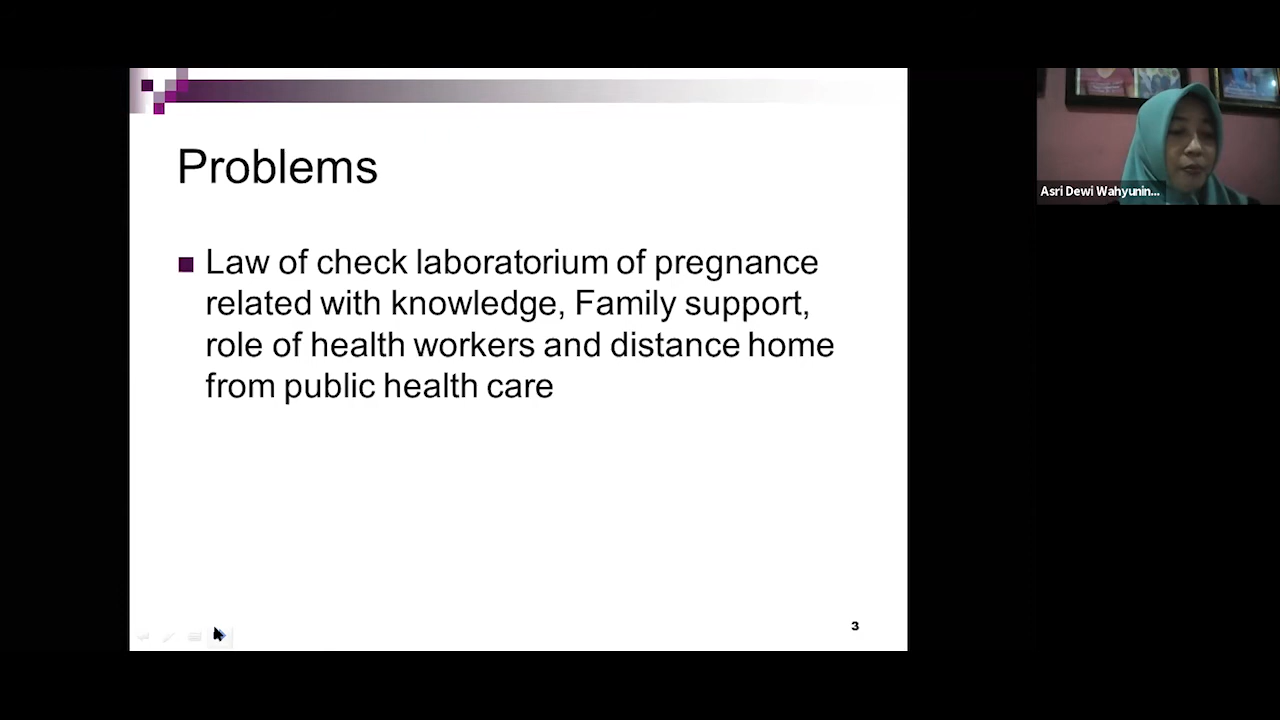 Problems
Law of check laboratorium of pregnance
related with knowledge, Family support,
role of health workers and distance home
from public health care
3
Asri Dewi Wahyunin...